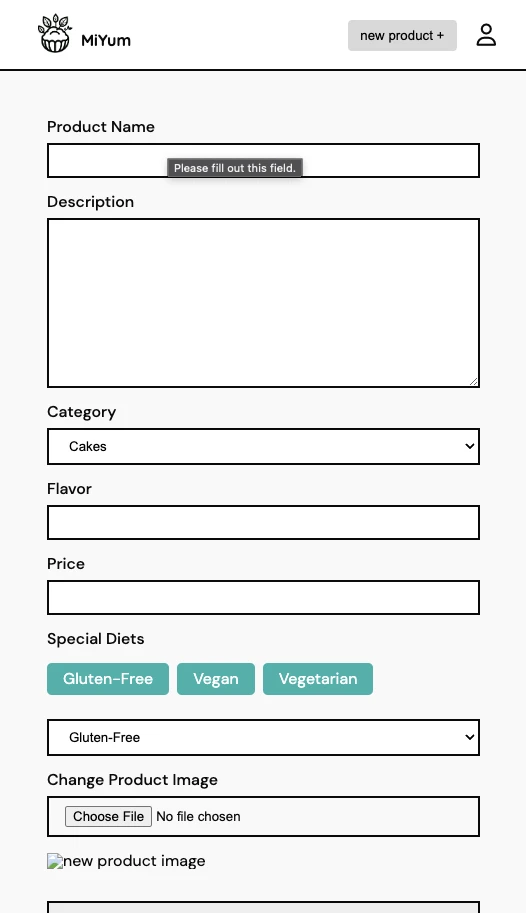 MiYum
new product +
Product Name
Please fill out this field.
Description
Category
Cakes
Flavor
Price
Special Diets
Gluten-Free Vegan Vegetarian
Gluten-Free
Change Product Image
Choose File No file chosen
new product image